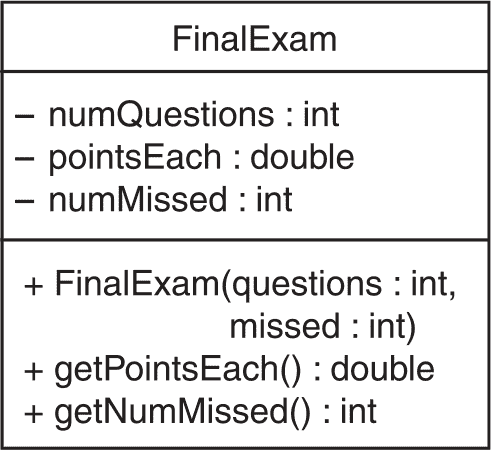 FinalExam
– numQuestions : int
– pointsEach : double
– numMissed : int
+ FinalExam(questions : int,
missed : int)
+ getPointsEach() : double
+ getNumMissed() : int